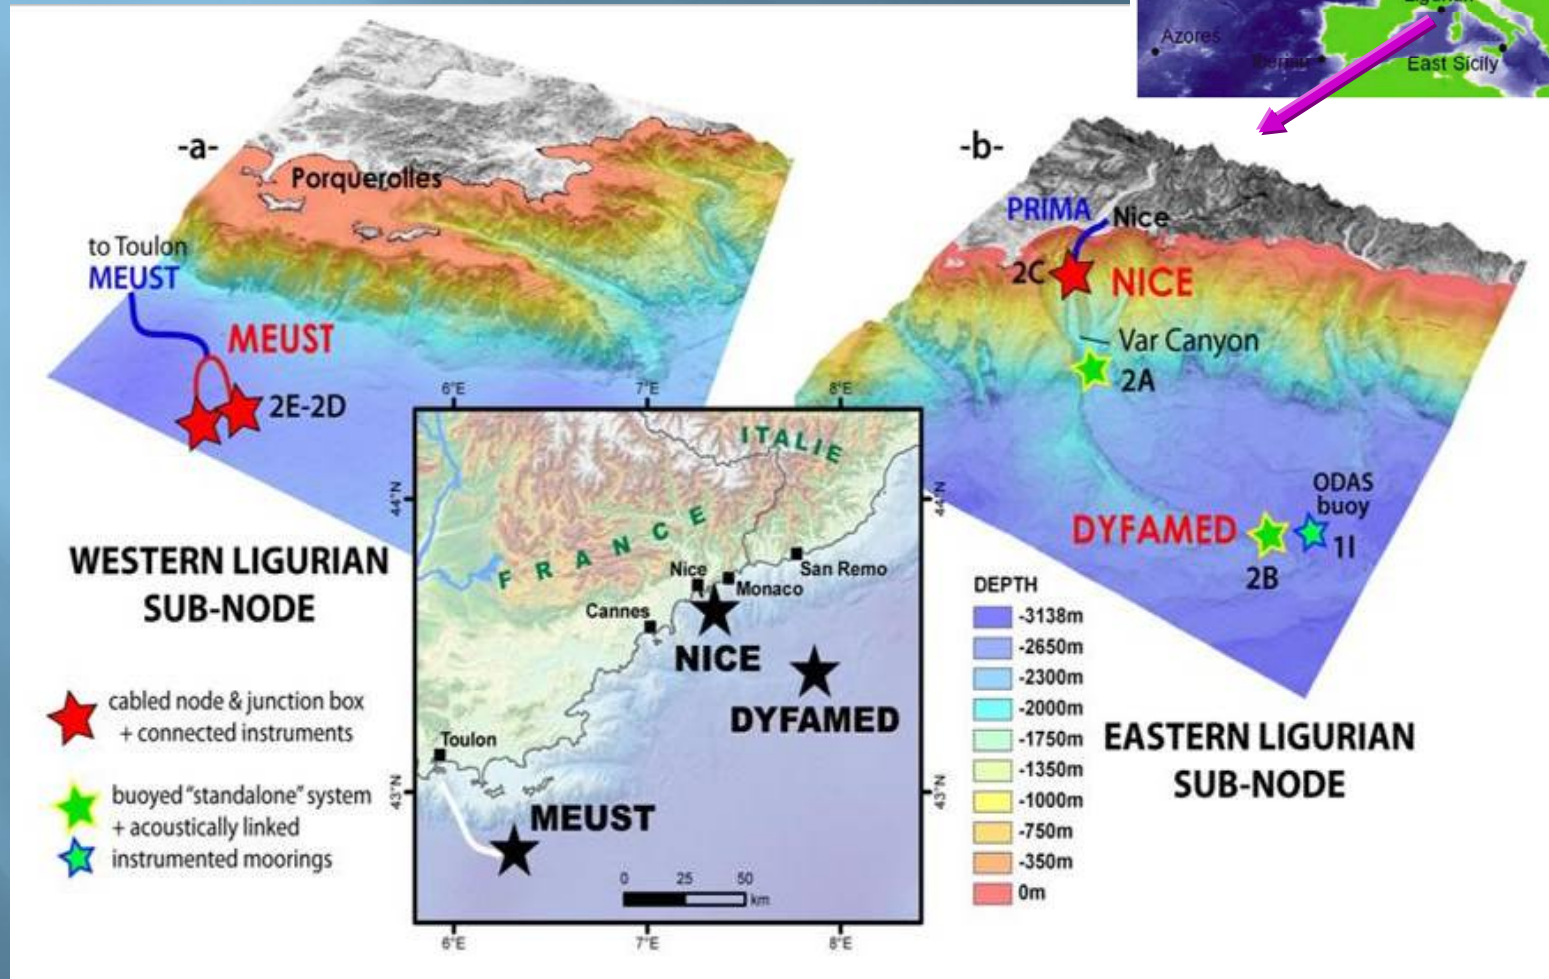 Ligurian
Azores
Iberian
East Sicily
-a-
Porquerolles
to Toulon
MEUST
MEUST
2E-2D
WESTERN LIGURIAN
SUB-NODE
cabled node & junction box
+ connected instruments
buoyed "standalone" system
+ acoustically linked
instrumented moorings
6°E
7°E
8°E
44°N
44°N
43°N
43°N
ITALIE
FRANCE
Nice
Monaco
San Remo
Cannes
NICE
DYFAMED
Toulon
MEUST
0 25 50
km
6°E
7°E
8°E
-b-
PRIMA
Nice
2C
NICE
Var Canyon
2A
ODAS
buoy
DYFAMED
1I
2B
DEPTH
-3138m
-2650m
-2300m
-2000m
-1750m
-1350m
-1000m
-750m
-350m
0m
EASTERN LIGURIAN
SUB-NODE